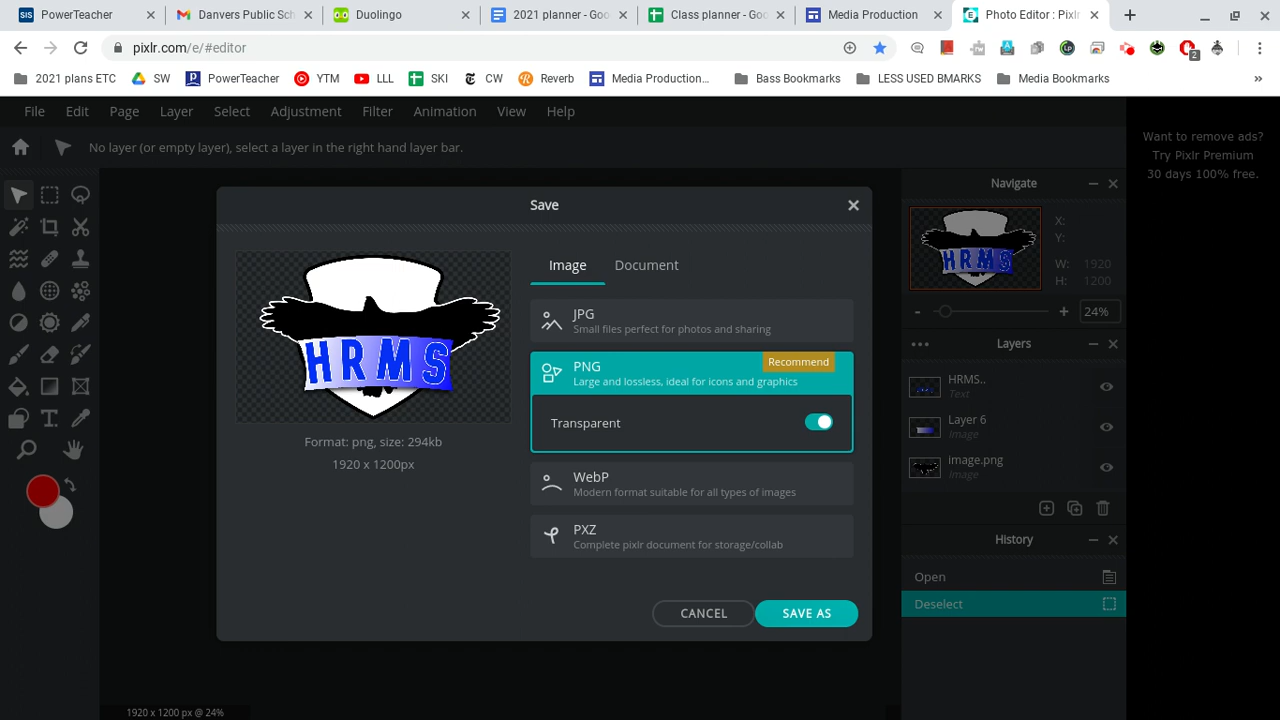 PowerTeacher
Danvers Public Sch
Duolingo
2021 planner - Goo
Class planner - Goo
Media Production
Photo Editor : Pixlr
pixlr.com/e/#editor
2
2021 plans ETC
SW
PowerTeacher
YTM
LLL
SKI
CW
Reverb
Media Production...
Bass Bookmarks
LESS USED BMARKS
Media Bookmarks
»
File Edit Page Layer Select Adjustment Filter Animation View Help
No layer (or empty layer), select a layer in the right hand layer bar.
Want to remove ads?
Try Pixlr Premium
30 days 100% free.
Save
Image
Document
HRMS
Format: png, size: 294kb
1920 x 1200px
JPG
Small files perfect for photos and sharing
Recommend
PNG
Large and lossless, ideal for icons and graphics
Transparent
WebP
Modern format suitable for all types of images
PXZ
Complete pixlr document for storage/collab
CANCEL
SAVE AS
Navigate
HRMS
X:
Y:
W: 1920
H: 1200
- + 24%
Layers
HRMS..
Text
Layer 6
Image
image.png
Image
History
Open
Deselect
1920 x 1200 px @ 24%